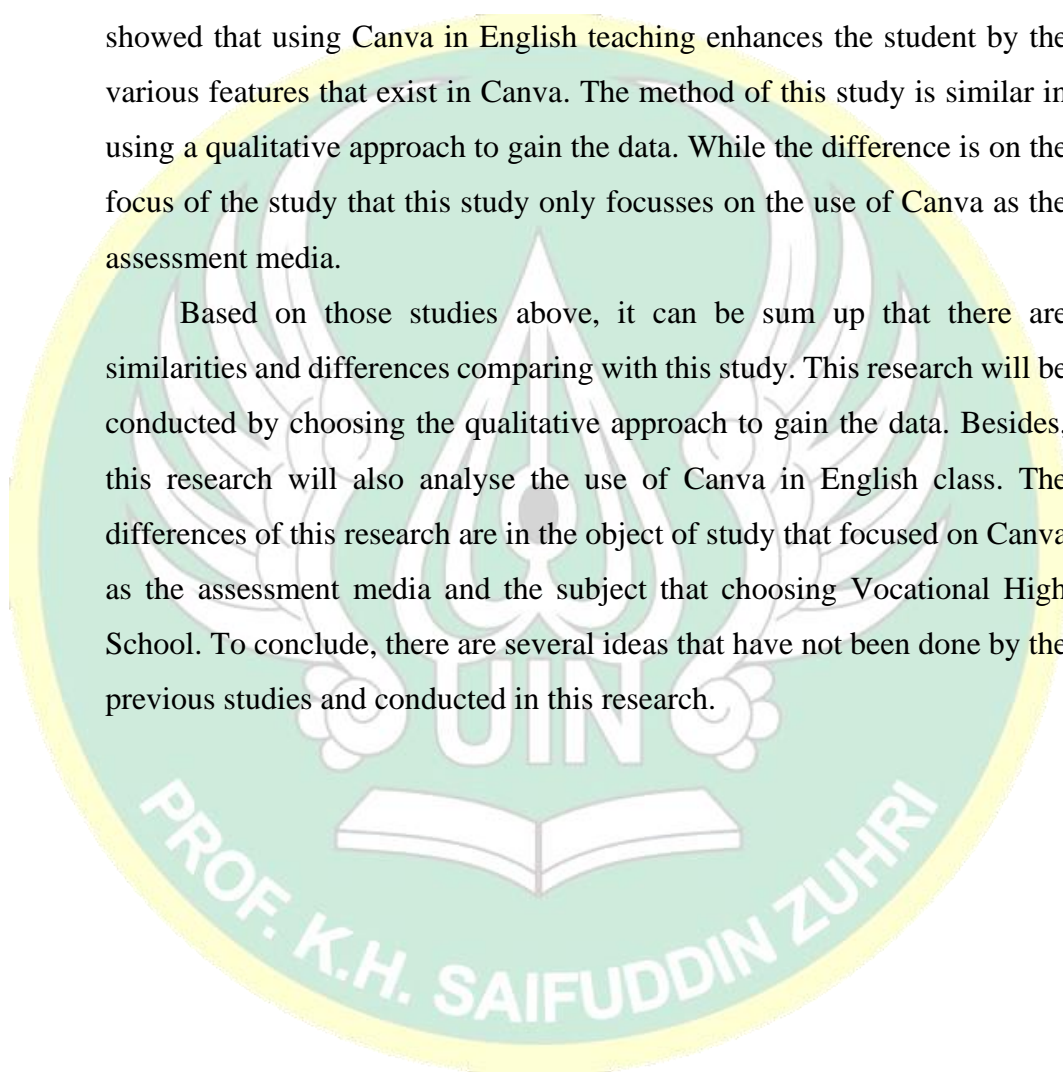 showed that using Canva in English teaching enhances the student by the
various features that exist in Canva. The method of this study is similar in
using a qualitative approach to gain the data. While the difference is on the
focus of the study that this study only focusses on the use of Canva as the
assessment media.
Based on those studies above, it can be sum up that there are
similarities and differences comparing with this study. This research will be
conducted by choosing the qualitative approach to gain the data. Besides,
this research will also analyse the use of Canva in English class. The
differences of this research are in the object of study that focused on Canva
as the assessment media and the subject that choosing Vocational High
School. To conclude, there are several ideas that have not been done by the
previous studies and conducted in this research.
UIN
PROF. K.H. SAIFUDDIN ZUHRI